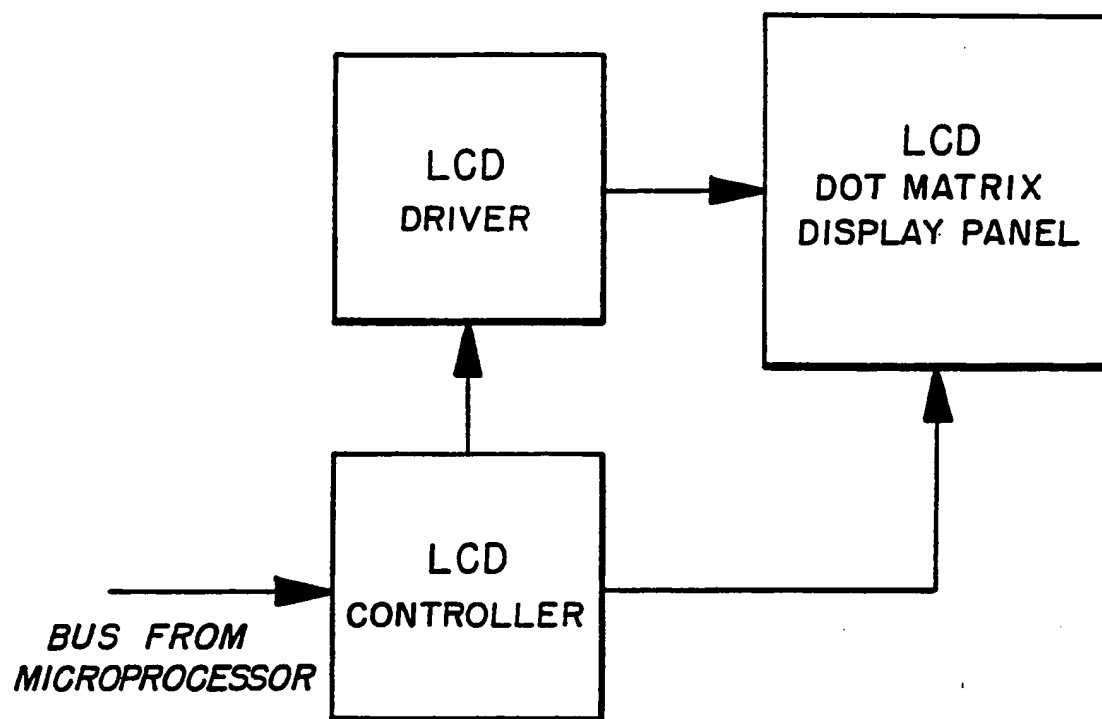 LCD
DRIVER
LCD
DOT MATRIX
DISPLAY PANEL
LCD
CONTROLLER
BUS FROM
MICROPROCESSOR